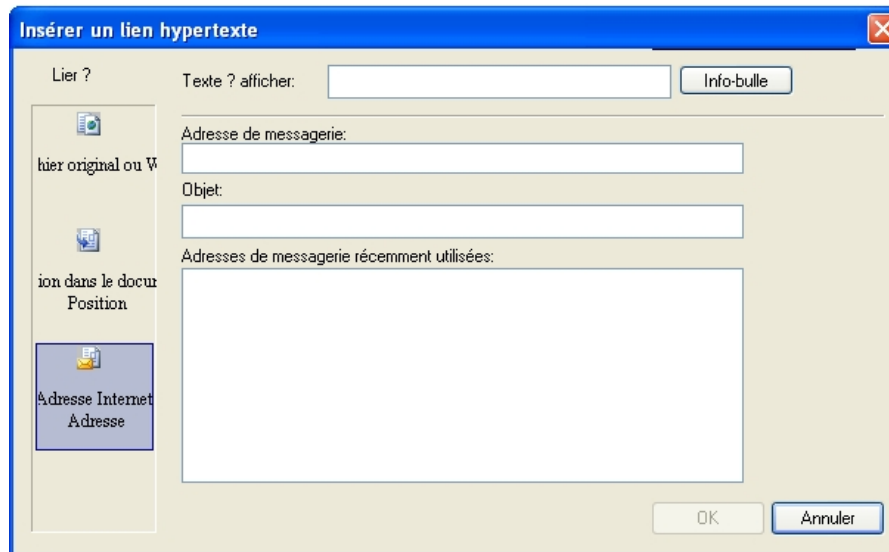 Insérer un lien hypertexte
Lier ?
Texte ? afficher:
Info-bulle
hier original ou W
Adresse de messagerie:
Objet:
ion dans le docur
Position
Adresses de messagerie récemment utilisées:
Adresse Internet
Adresse
OK
Annuler